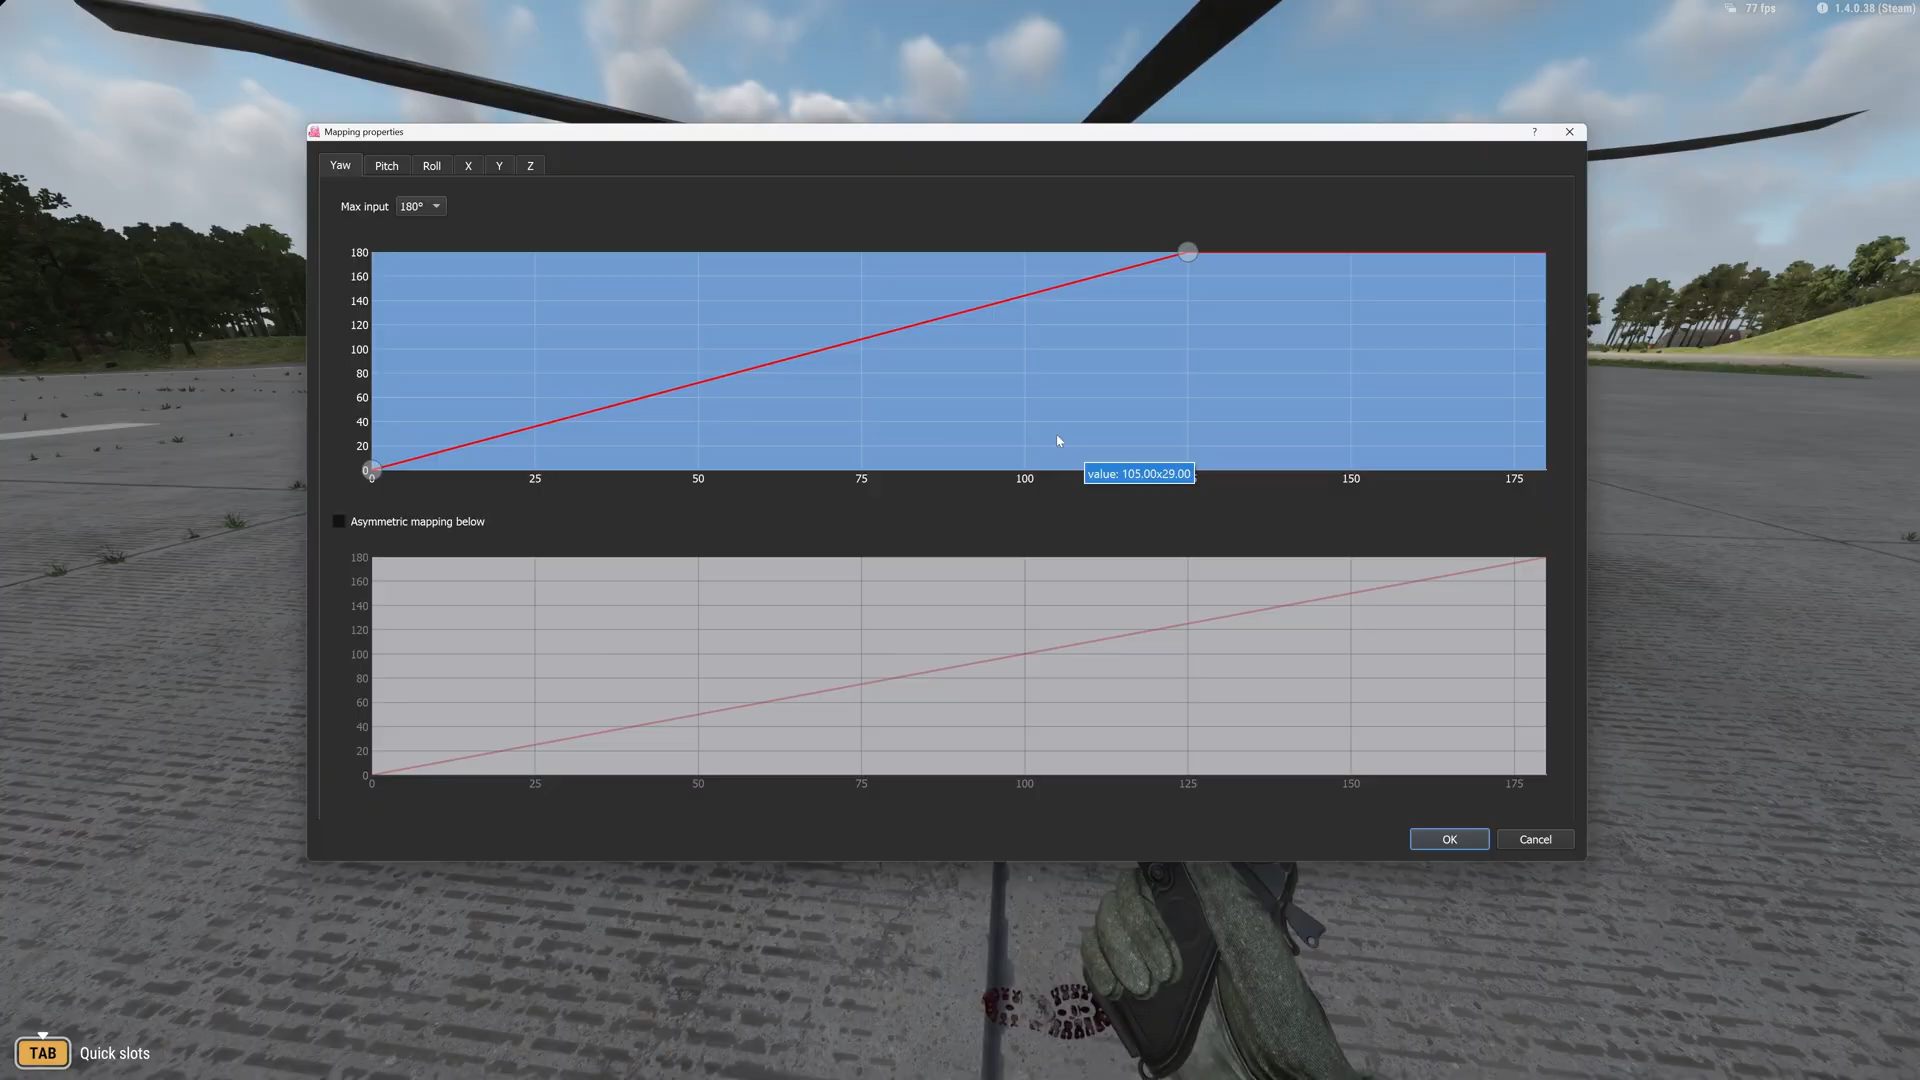 77 fps
1.4.0.38 (Steam)
Mapping properties
?
Yaw
Pitch
Roll
X
Y
Z
Max input
180°
180
160
140
120
100
80
60
40
20
0
0
25
50
75
100
150
175
value: 105.00x29.00
Asymmetric mapping below
180
160
140
120
100
80
60
40
20
0
0
25
50
75
100
125
150
175
OK
Cancel
TAB
Quick slots